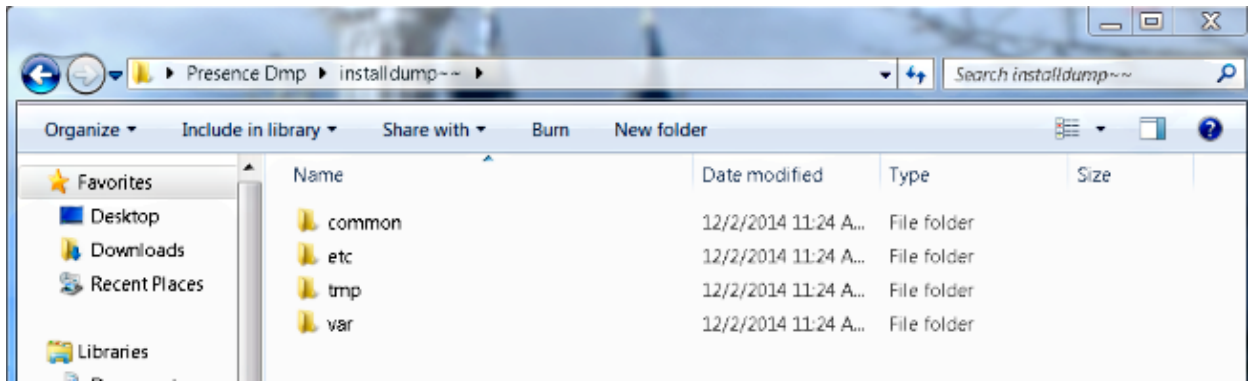 Presence Dmp ▸ installdump~~ ▸ Search installdump~~
Organize Include in library Share with Burn New folder
Favorites
Desktop
Downloads
Recent Places
Libraries
Name Date modified Type Size
common 12/2/2014 11:24 A... File folder
etc 12/2/2014 11:24 A... File folder
tmp 12/2/2014 11:24 A... File folder
var 12/2/2014 11:24 A... File folder